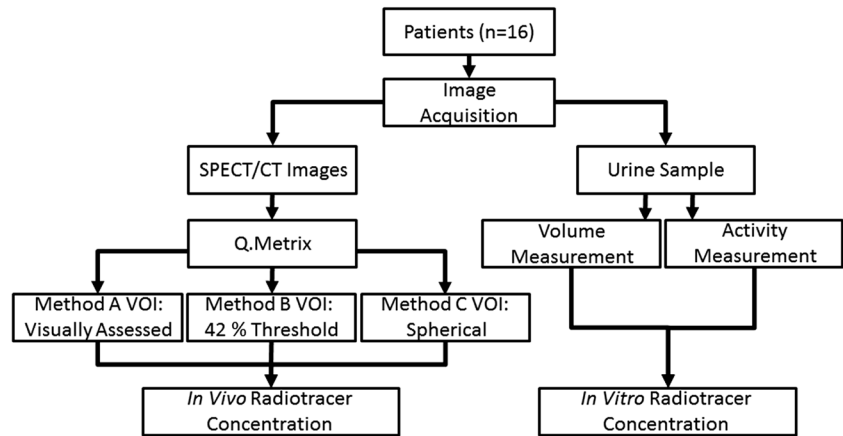 Patients (n=16)
Image
Acquisition
SPECT/CT Images
Urine Sample
Q.Metrix
Volume
Measurement
Activity
Measurement
Method A VOI:
Visually Assessed
Method B VOI:
42 % Threshold
Method C VOI:
Spherical
In Vivo Radiotracer
Concentration
In Vitro Radiotracer
Concentration